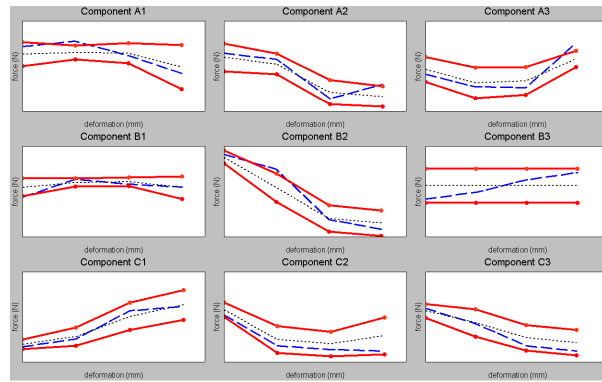 Component A1
Component A2
Component A3
force (N)
force (N)
force (N)
deformation (mm)
deformation (mm)
deformation (mm)
Component B1
Component B2
Component B3
force (N)
force (N)
force (N)
deformation (mm)
deformation (mm)
deformation (mm)
Component C1
Component C2
Component C3
force (N)
force (N)
force (N)
deformation (mm)
deformation (mm)
deformation (mm)